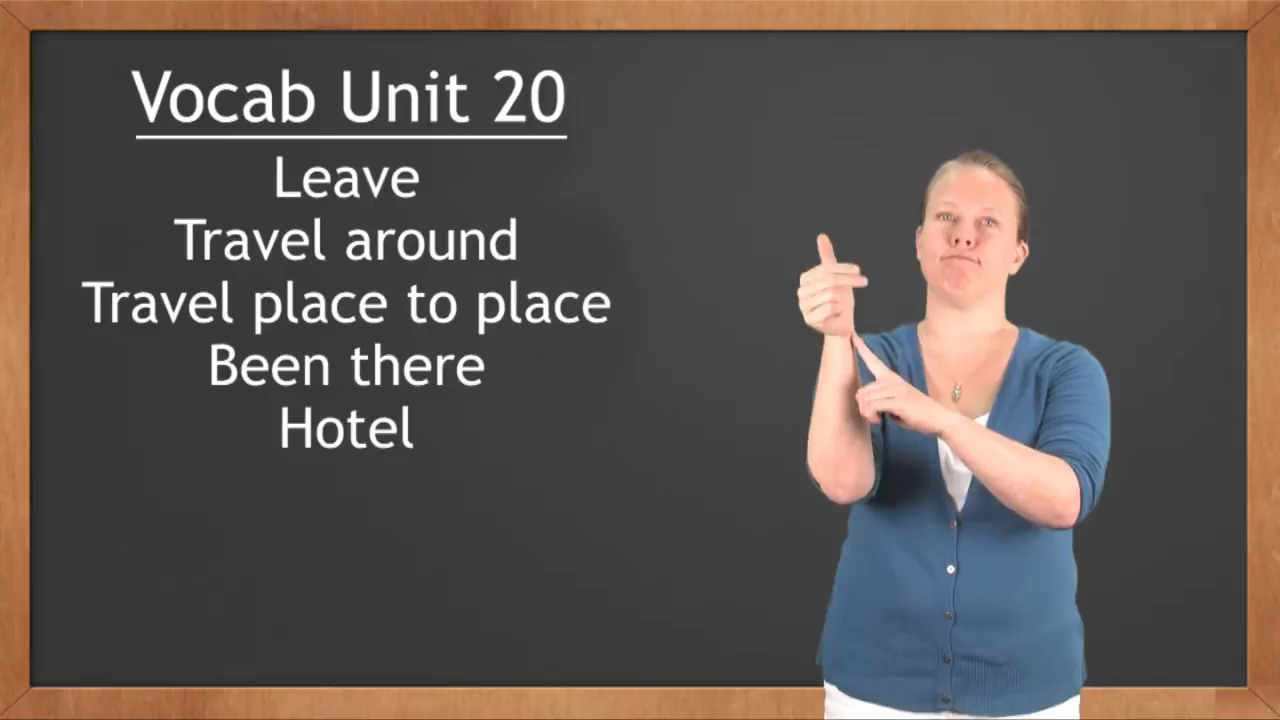 Vocab Unit 20
Leave
Travel around
Travel place to place
Been there
Hotel